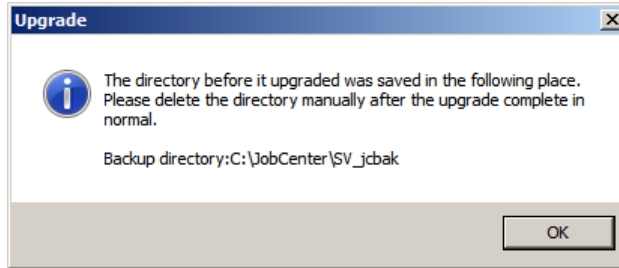 Upgrade
The directory before it upgraded was saved in the following place.
Please delete the directory manually after the upgrade complete in
normal.
Backup directory:C:\JobCenter\SV_jcbak
OK